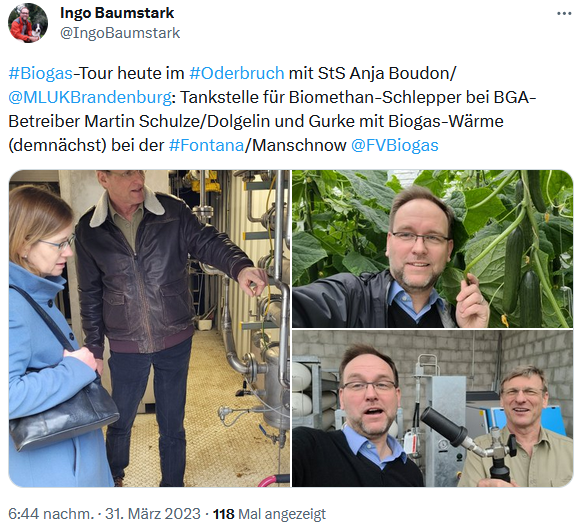 Ingo Baumstark
@IngoBaumstark
#Biogas-Tour heute im #Oderbruch mit StS Anja Boudon/
@MLUKBrandenburg: Tankstelle für Biomethan-Schlepper bei BGA-
Betreiber Martin Schulze/Dolgelin und Gurke mit Biogas-Wärme
(demnächst) bei der #Fontana/Manschnow @FVBiogas
6:44 nachm. · 31. März 2023 · 118 Mal angezeigt